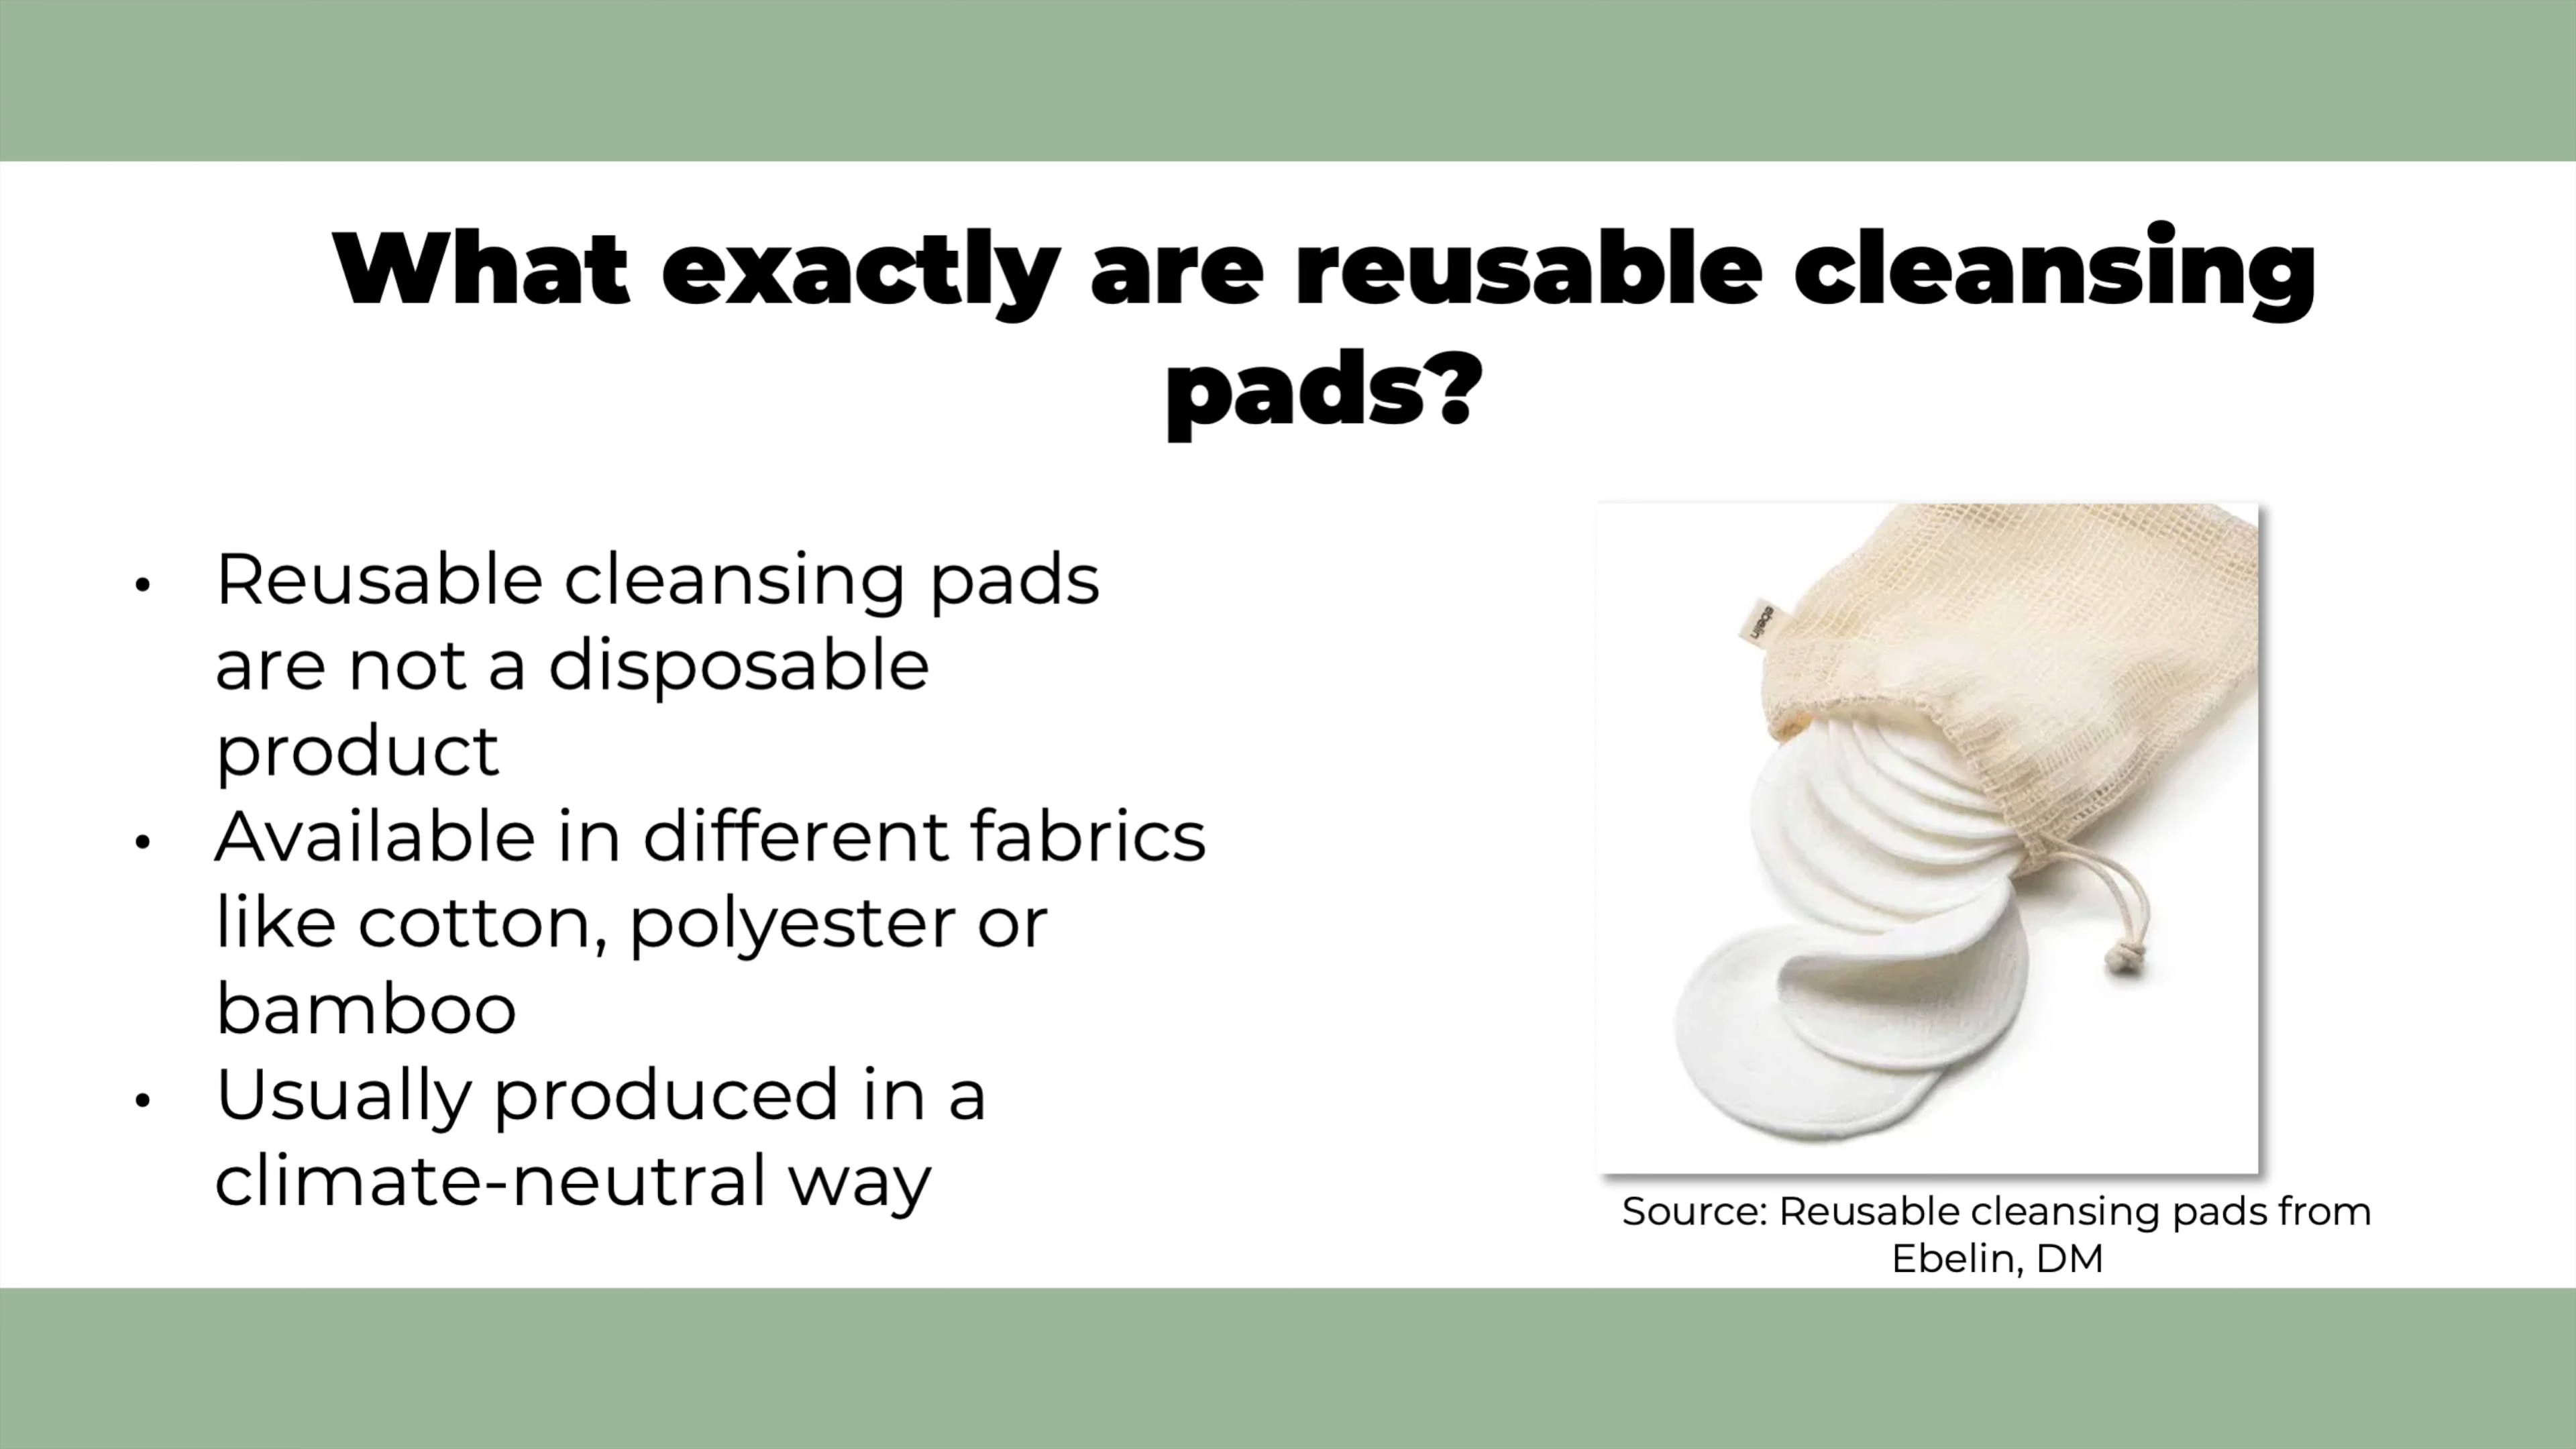 What exactly are reusable cleansing
pads?
• Reusable cleansing pads
are not a disposable
product
• Available in different fabrics
like cotton, polyester or
bamboo
• Usually produced in a
climate-neutral way
ebelin
Source: Reusable cleansing pads from
Ebelin, DM